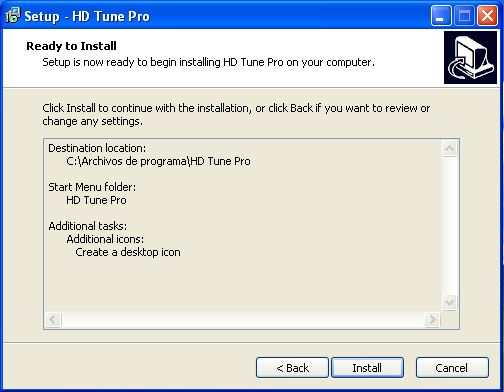 Setup - HD Tune Pro
Ready to Install
Setup is now ready to begin installing HD Tune Pro on your computer.
Click Install to continue with the installation, or click Back if you want to review or
change any settings.
Destination location:
C:\Archivos de programa\HD Tune Pro
Start Menu folder:
HD Tune Pro
Additional tasks:
Additional icons:
Create a desktop icon
< Back
Install
Cancel